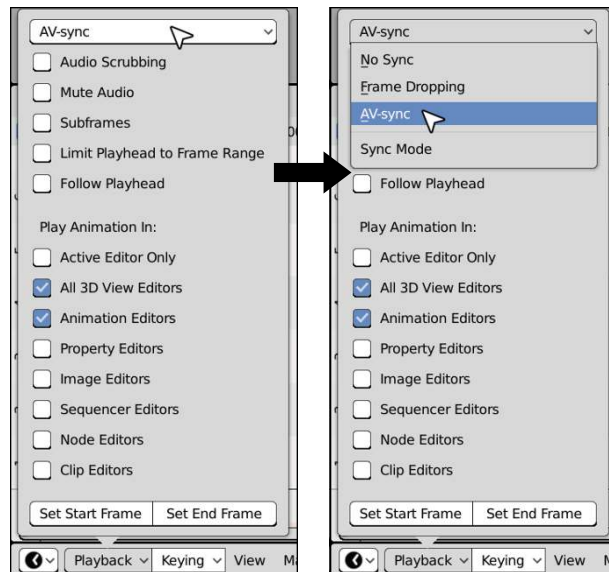 AV-sync
Audio Scrubbing
Mute Audio
Subframes
Limit Playhead to Frame Range
Follow Playhead
Play Animation In:
Active Editor Only
All 3D View Editors
Animation Editors
Property Editors
Image Editors
Sequencer Editors
Node Editors
Clip Editors
Set Start Frame Set End Frame
Playback Keying View
AV-sync
No Sync
Frame Dropping
AV-sync
Sync Mode
Follow Playhead
Play Animation In:
Active Editor Only
All 3D View Editors
Animation Editors
Property Editors
Image Editors
Sequencer Editors
Node Editors
Clip Editors
Set Start Frame Set End Frame
Playback Keying View